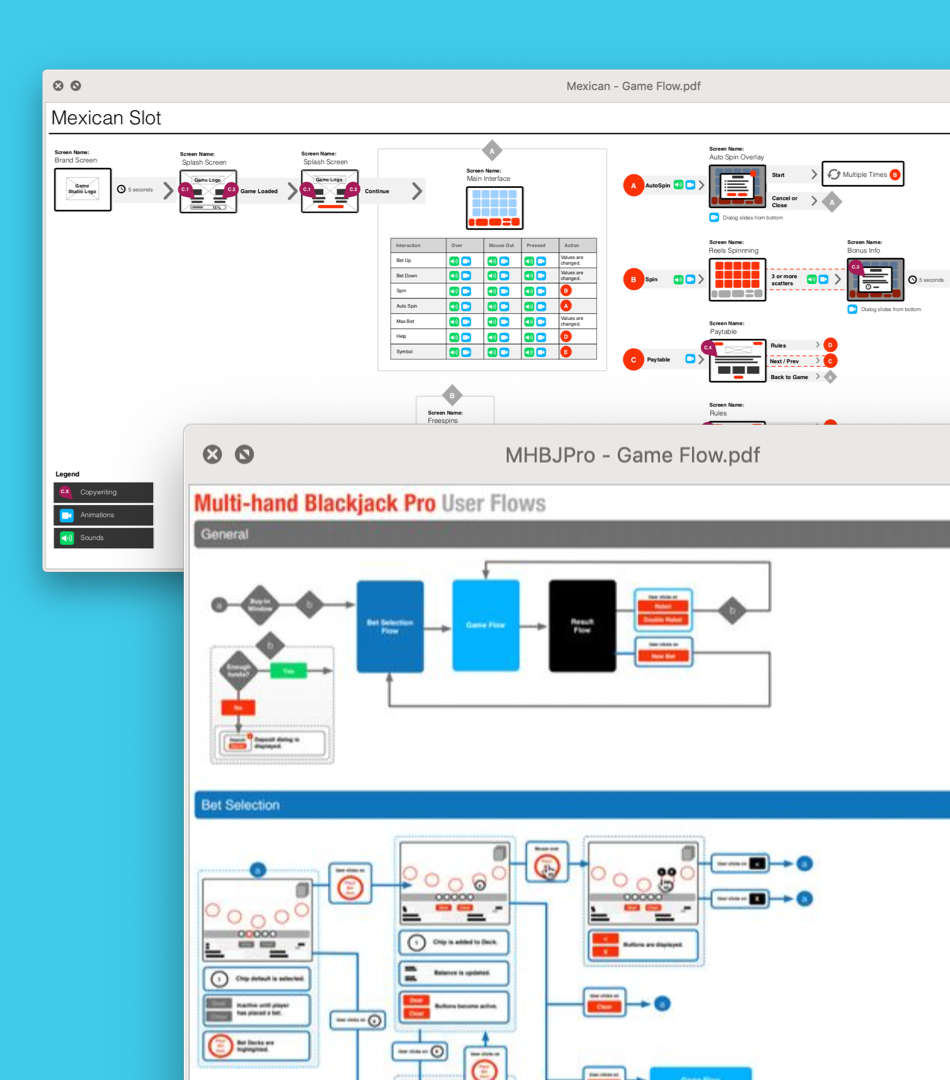 Mexican - Game Flow.pdf
Mexican Slot
Screen Name:
Brand Screen
Game
Studio Logo
5 seconds
Screen Name:
Splash Screen
Game Logo
C.1
C.2
Game Loaded
Screen Name:
Splash Screen
Game Logo
C.1
C.2
Continue
A
Screen Name:
Main Interface
Interaction Over Mouse Out Pressed Action
Bet Up Values are changed.
Bet Down Values are changed.
Spin B
Auto Spin A
Max Bet Values are changed.
Help D
Symbol E
B
Screen Name:
Freespins
Screen Name:
Auto Spin Overlay
A AutoSpin
Start
Multiple Times B
Cancel or
Close
A
Dialog slides from bottom
Screen Name:
Reels Spinnning
B Spin
3 or more
scatters
Screen Name:
Bonus Info
C.3
5 seconds
Dialog slides from bottom
Screen Name:
Paytable
C Paytable
C.4
Rules D
Next / Prev C
Back to Game A
Screen Name:
Rules
Legend
C.X Copywriting
Animations
Sounds
MHBJPro - Game Flow.pdf
Multi-hand Blackjack Pro User Flows
General
a
Buy-In
Window
b
Bet Selection
Flow
Game Flow
Result
Flow
User clicks on
Rebet
Double Rebet
b
User clicks on
New Bet
b
Enough
funds?
Yes
No
Deposit dialog is
displayed.
Bet Selection
a
User clicks on
Mouse over
User clicks on
a
User clicks on
a
Chip default is selected.
Inactive until player
has placed a bet.
Bet Decks are
highlighted.
User clicks on
Chip is added to Deck.
Balance is updated.
Deal
Clear
Buttons become active.
User clicks on
User clicks on
Buttons are displayed.
User clicks on
Clear
a
User clicks on
Game Flow